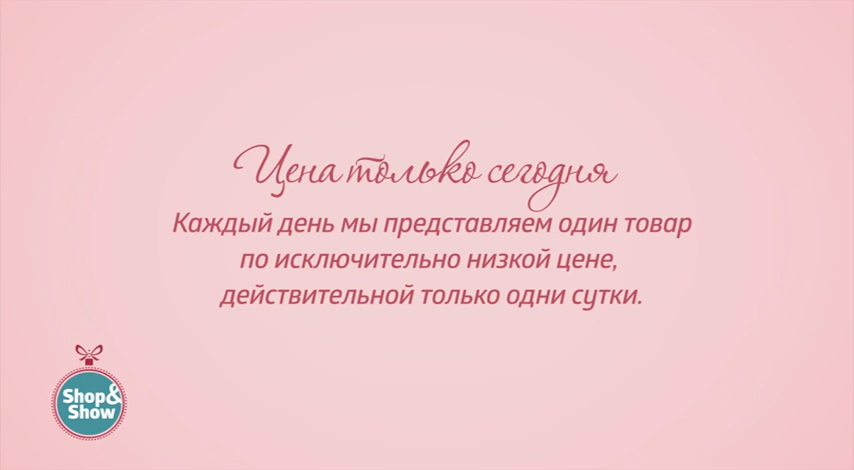 Цена только сегодня
Каждый день мы представляем один товар
по исключительно низкой цене,
действительной только одни сутки.
Shop&
Show